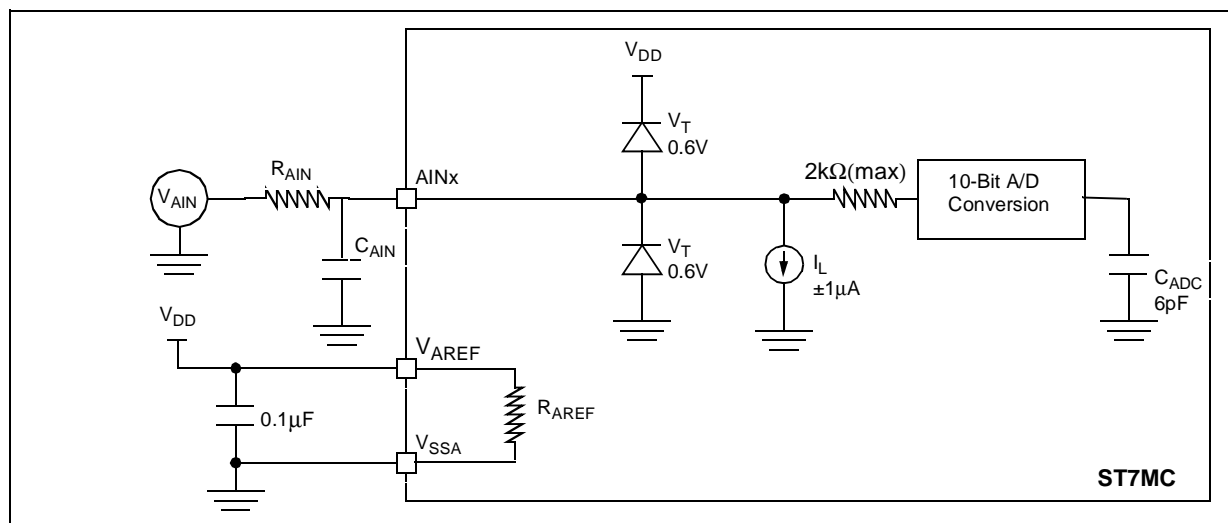 V_DD
V_T
0.6V
R_AIN
AINx
2kΩ(max)
10-Bit A/D
Conversion
V_AIN
C_AIN
V_T
0.6V
I_L
±1μA
C_ADC
6pF
V_DD
V_AREF
0.1μF
R_AREF
V_SSA
ST7MC